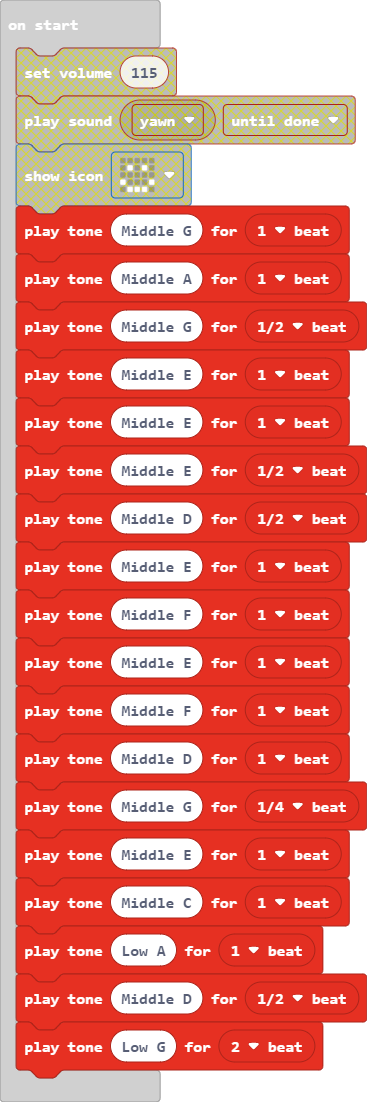 on start
set volume 115
play sound yawn until done
show icon
play tone Middle G for 1 beat
play tone Middle A for 1 beat
play tone Middle G for 1/2 beat
play tone Middle E for 1 beat
play tone Middle E for 1 beat
play tone Middle E for 1/2 beat
play tone Middle D for 1/2 beat
play tone Middle E for 1 beat
play tone Middle F for 1 beat
play tone Middle E for 1 beat
play tone Middle F for 1 beat
play tone Middle D for 1 beat
play tone Middle G for 1/4 beat
play tone Middle E for 1 beat
play tone Middle C for 1 beat
play tone Low A for 1 beat
play tone Middle D for 1/2 beat
play tone Low G for 2 beat